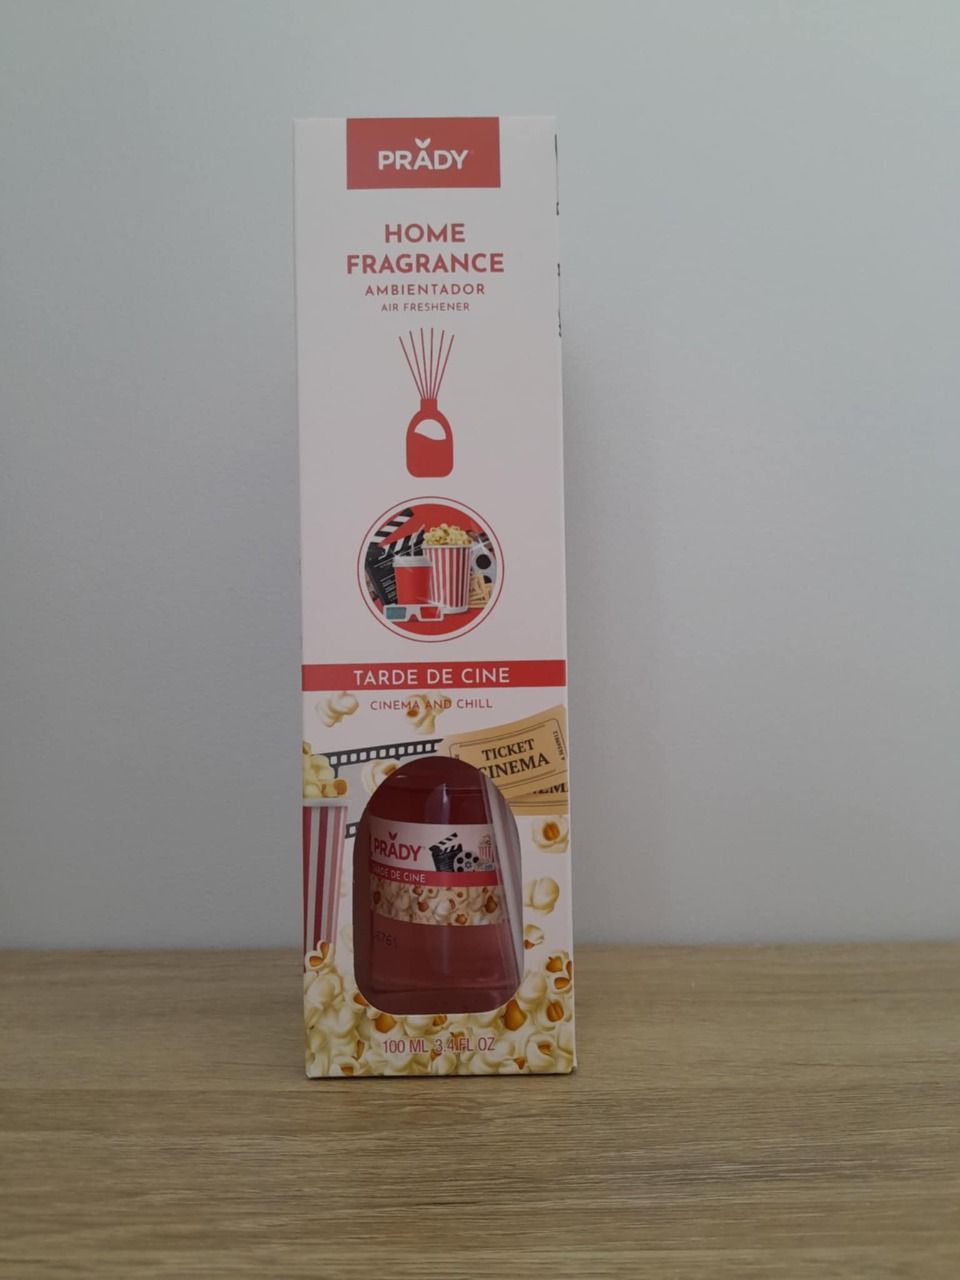 PRADY
HOME
FRAGRANCE
AMBIENTADOR
AIR FRESHENER
TARDE DE CINE
CINEMA AND CHILL
TICKET
CINEMA
PRADY
TARDE DE CINE
100 ML 3.4 FL OZ